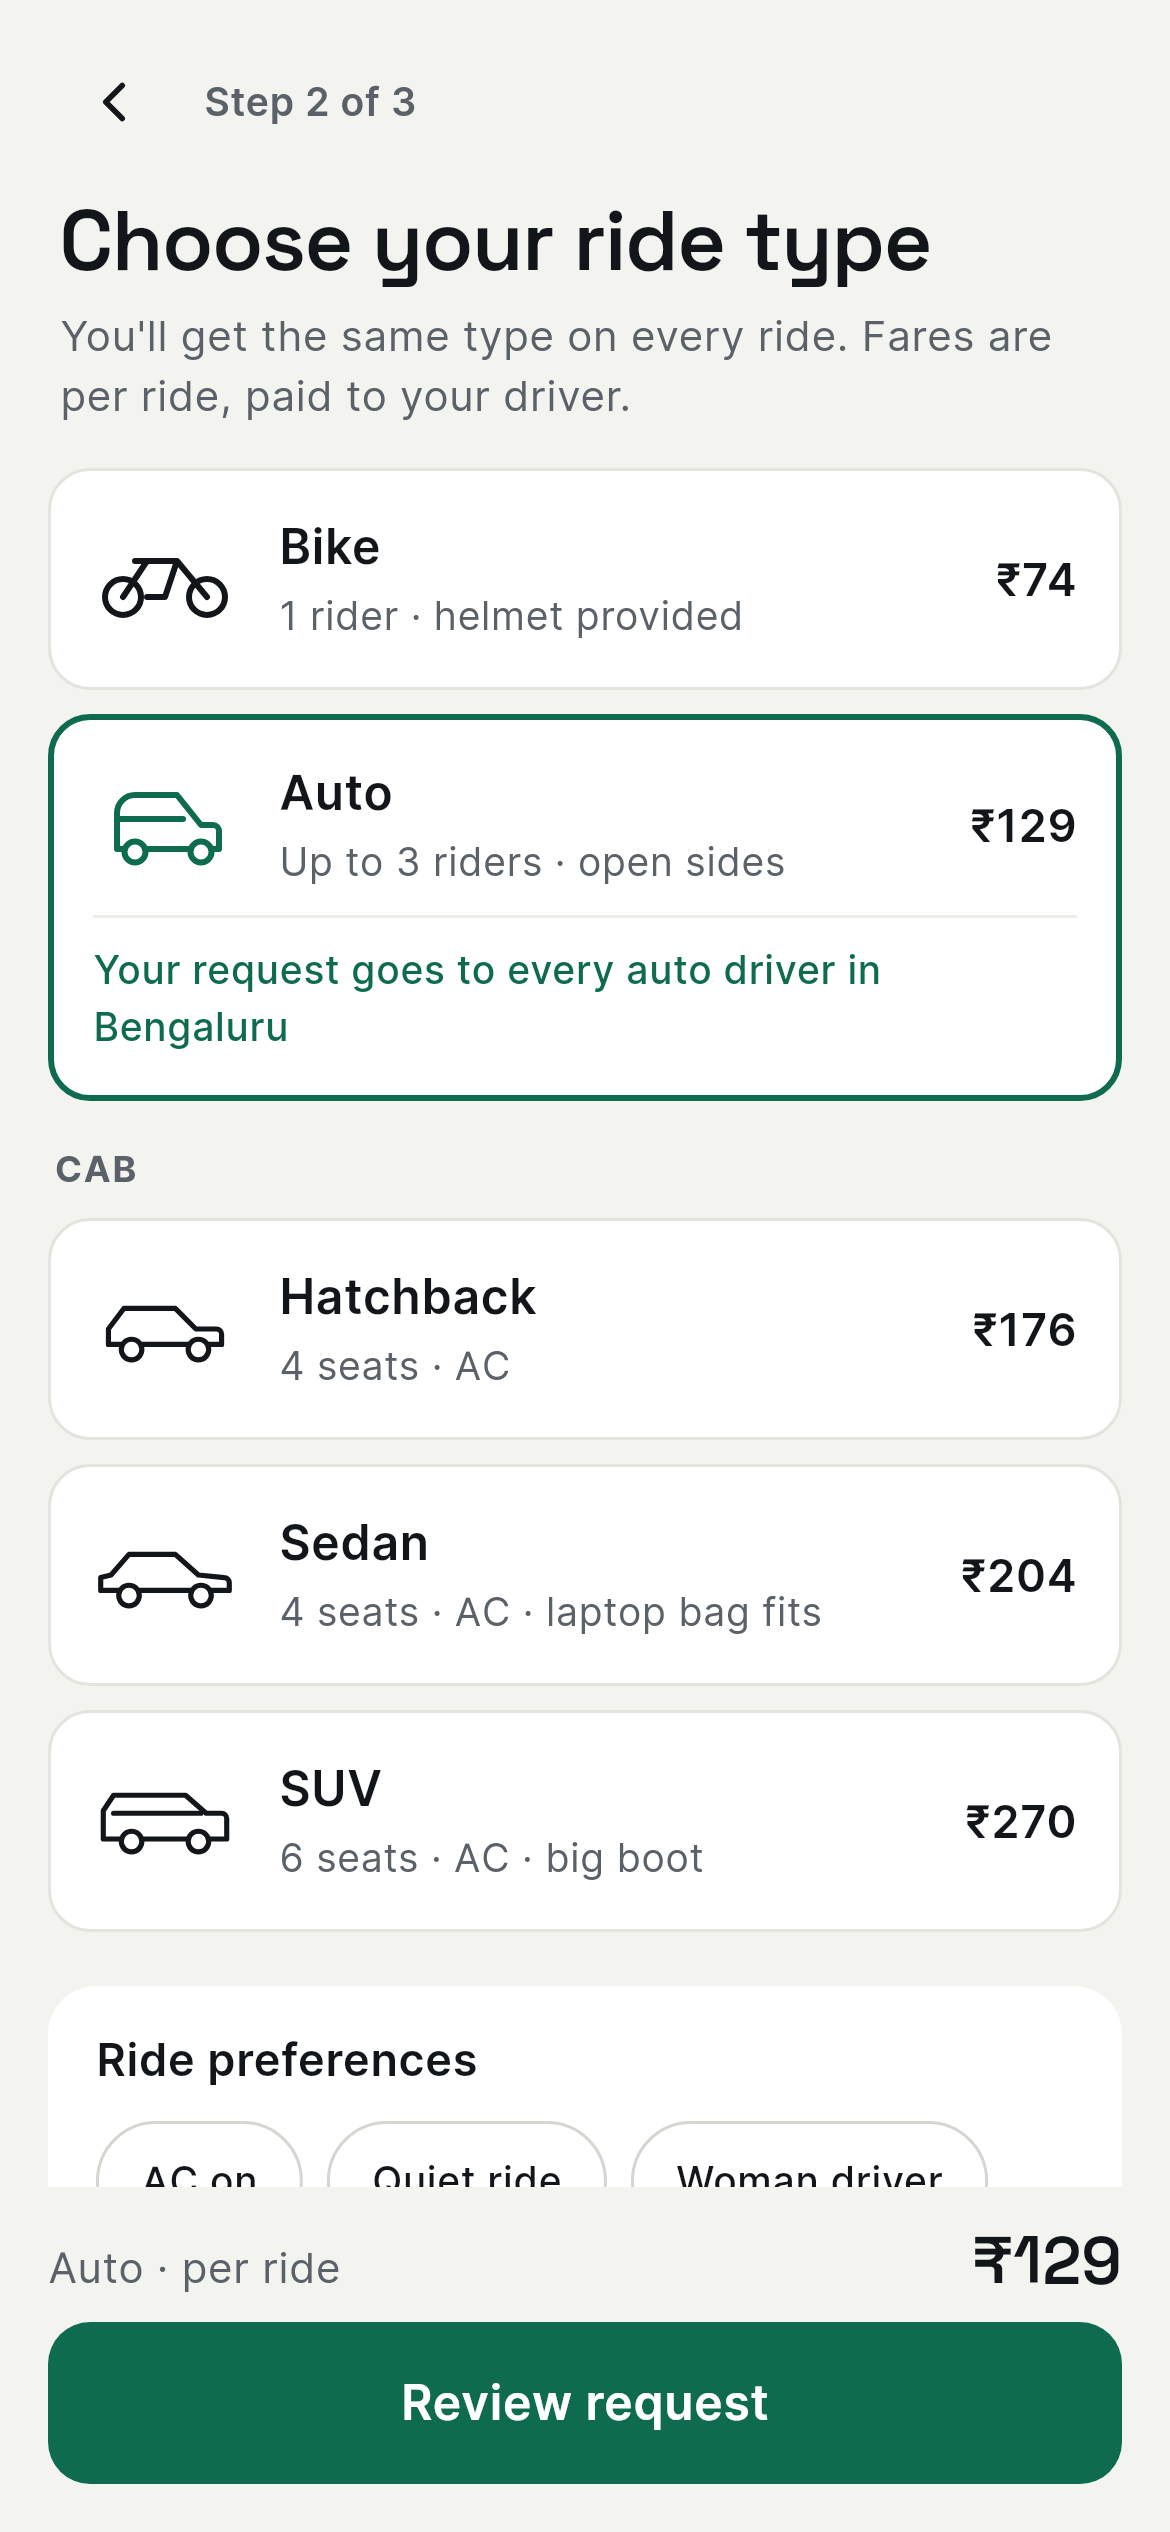 Step 2 of 3
Choose your ride type
You'll get the same type on every ride. Fares are
per ride, paid to your driver.
Bike
1 rider · helmet provided
₹74
Auto
Up to 3 riders · open sides
₹129
Your request goes to every auto driver in
Bengaluru
CAB
Hatchback
4 seats · AC
₹176
Sedan
4 seats · AC · laptop bag fits
₹204
SUV
6 seats · AC · big boot
₹270
Ride preferences
AC on
Quiet ride
Woman driver
Auto · per ride
₹129
Review request